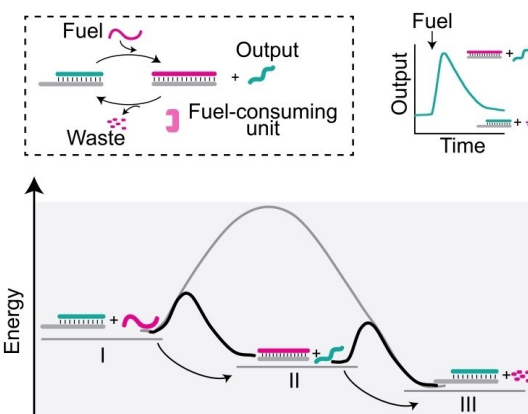 Fuel
Output
+
Fuel-consuming
unit
Waste
Fuel
Output
+
+
Time
Energy
+
I
+
II
+
III